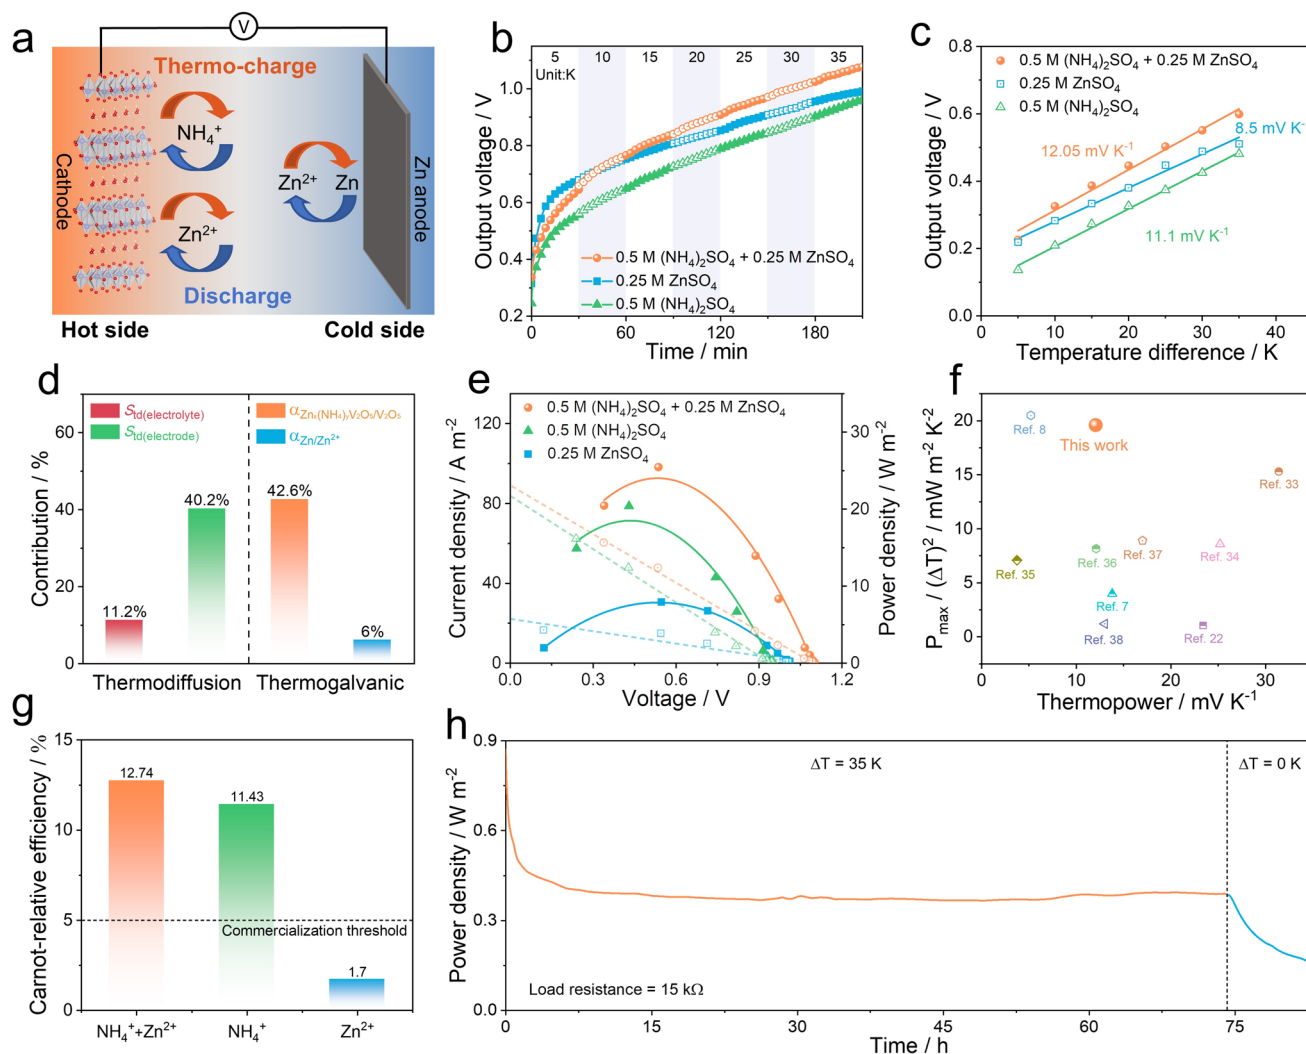 a
V
Thermo-charge
NH₄⁺
Zn²⁺
Discharge
Zn²⁺ Zn
Cathode
Zn anode
Hot side
Cold side
b
5 10 15 20 25 30 35
Unit:K
Output voltage / V
1.0
0.8
0.6
0.4
0.2
0.5 M (NH₄)₂SO₄ + 0.25 M ZnSO₄
0.25 M ZnSO₄
0.5 M (NH₄)₂SO₄
0 60 120 180
Time / min
c
Output voltage / V
0.8
0.6
0.4
0.2
0.0
0.5 M (NH₄)₂SO₄ + 0.25 M ZnSO₄
0.25 M ZnSO₄
0.5 M (NH₄)₂SO₄
8.5 mV K⁻
12.05 mV K⁻¹
11.1 mV K⁻¹
0 10 20 30 40
Temperature difference / K
d
Contribution / %
60
40
20
0
S_td(electrolyte)
S_td(electrode)
α_Znₓ(NH₄)ᵧV₂O₅/V₂O₅
α_Zn/Zn²⁺
11.2%
40.2%
42.6%
6%
Thermodiffusion Thermogalvanic
e
Current density / A m⁻²
120
80
40
0
0.5 M (NH₄)₂SO₄ + 0.25 M ZnSO₄
0.5 M (NH₄)₂SO₄
0.25 M ZnSO₄
30
20
10
0
Power density / W m⁻²
0.0 0.3 0.6 0.9 1.2
Voltage / V
f
P_max / (ΔT)² / mW m⁻² K⁻²
20
15
10
5
0
Ref. 8
This work
Ref. 33
Ref. 37
Ref. 34
Ref. 36
Ref. 35
Ref. 7
Ref. 38
Ref. 22
0 10 20 30
Thermopower / mV K⁻¹
g
Carnot-relative efficiency / %
15
10
5
0
12.74
11.43
Commercialization threshold
1.7
NH₄⁺+Zn²⁺ NH₄⁺ Zn²⁺
h
Power density / W m⁻²
0.9
0.6
0.3
0.0
ΔT = 35 K
ΔT = 0 K
Load resistance = 15 kΩ
0 15 30 45 60 75
Time / h